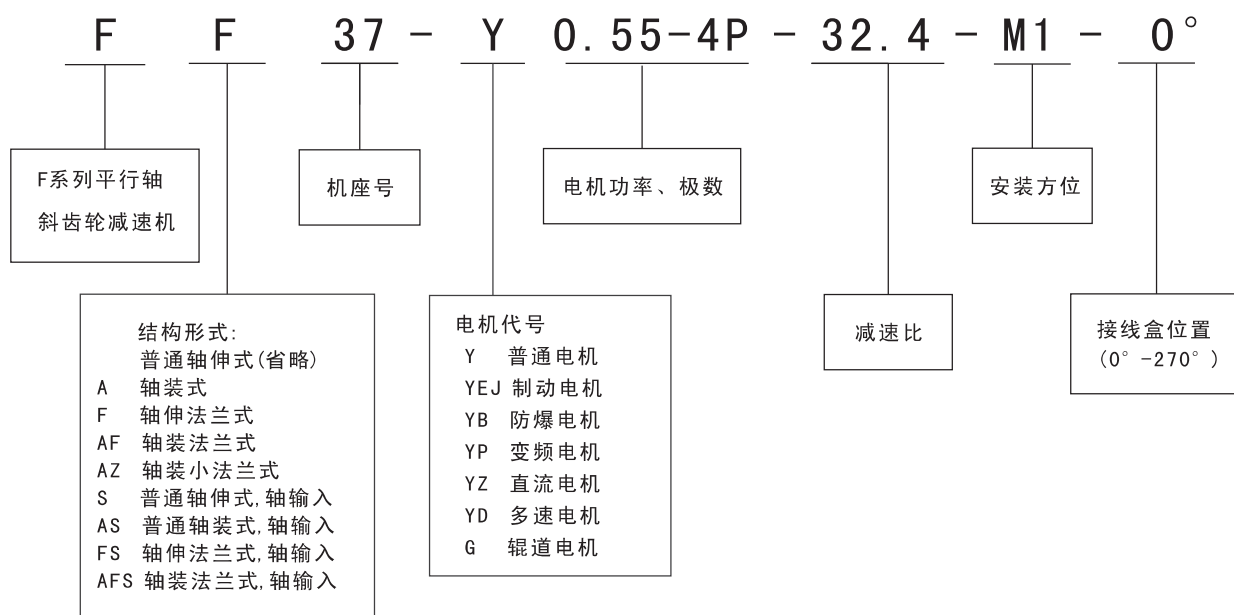 F F 37 - Y 0.55-4P - 32.4 - M1 - 0°
F系列平行轴
斜齿轮减速机
机座号
电机功率、极数
安装方位
结构形式:
普通轴伸式(省略)
A 轴装式
F 轴伸法兰式
AF 轴装法兰式
AZ 轴装小法兰式
S 普通轴伸式,轴输入
AS 普通轴装式,轴输入
FS 轴伸法兰式,轴输入
AFS 轴装法兰式,轴输入
电机代号
Y 普通电机
YEJ 制动电机
YB 防爆电机
YP 变频电机
YZ 直流电机
YD 多速电机
G 辊道电机
减速比
接线盒位置
(0° -270° )